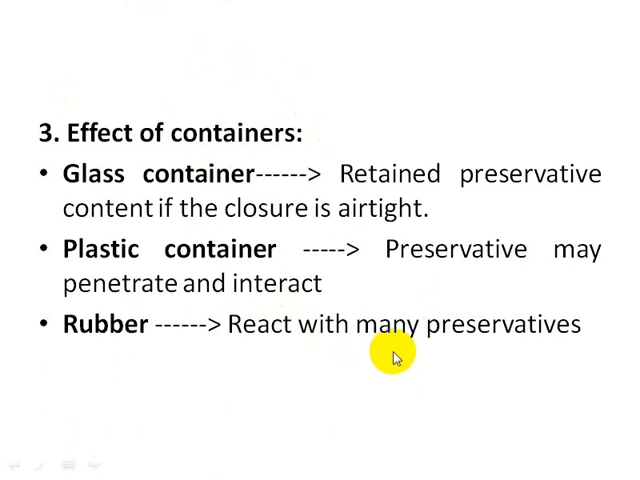 3. Effect of containers:
• Glass container------> Retained preservative
content if the closure is airtight.
• Plastic container -----> Preservative may
penetrate and interact
• Rubber ------> React with many preservatives